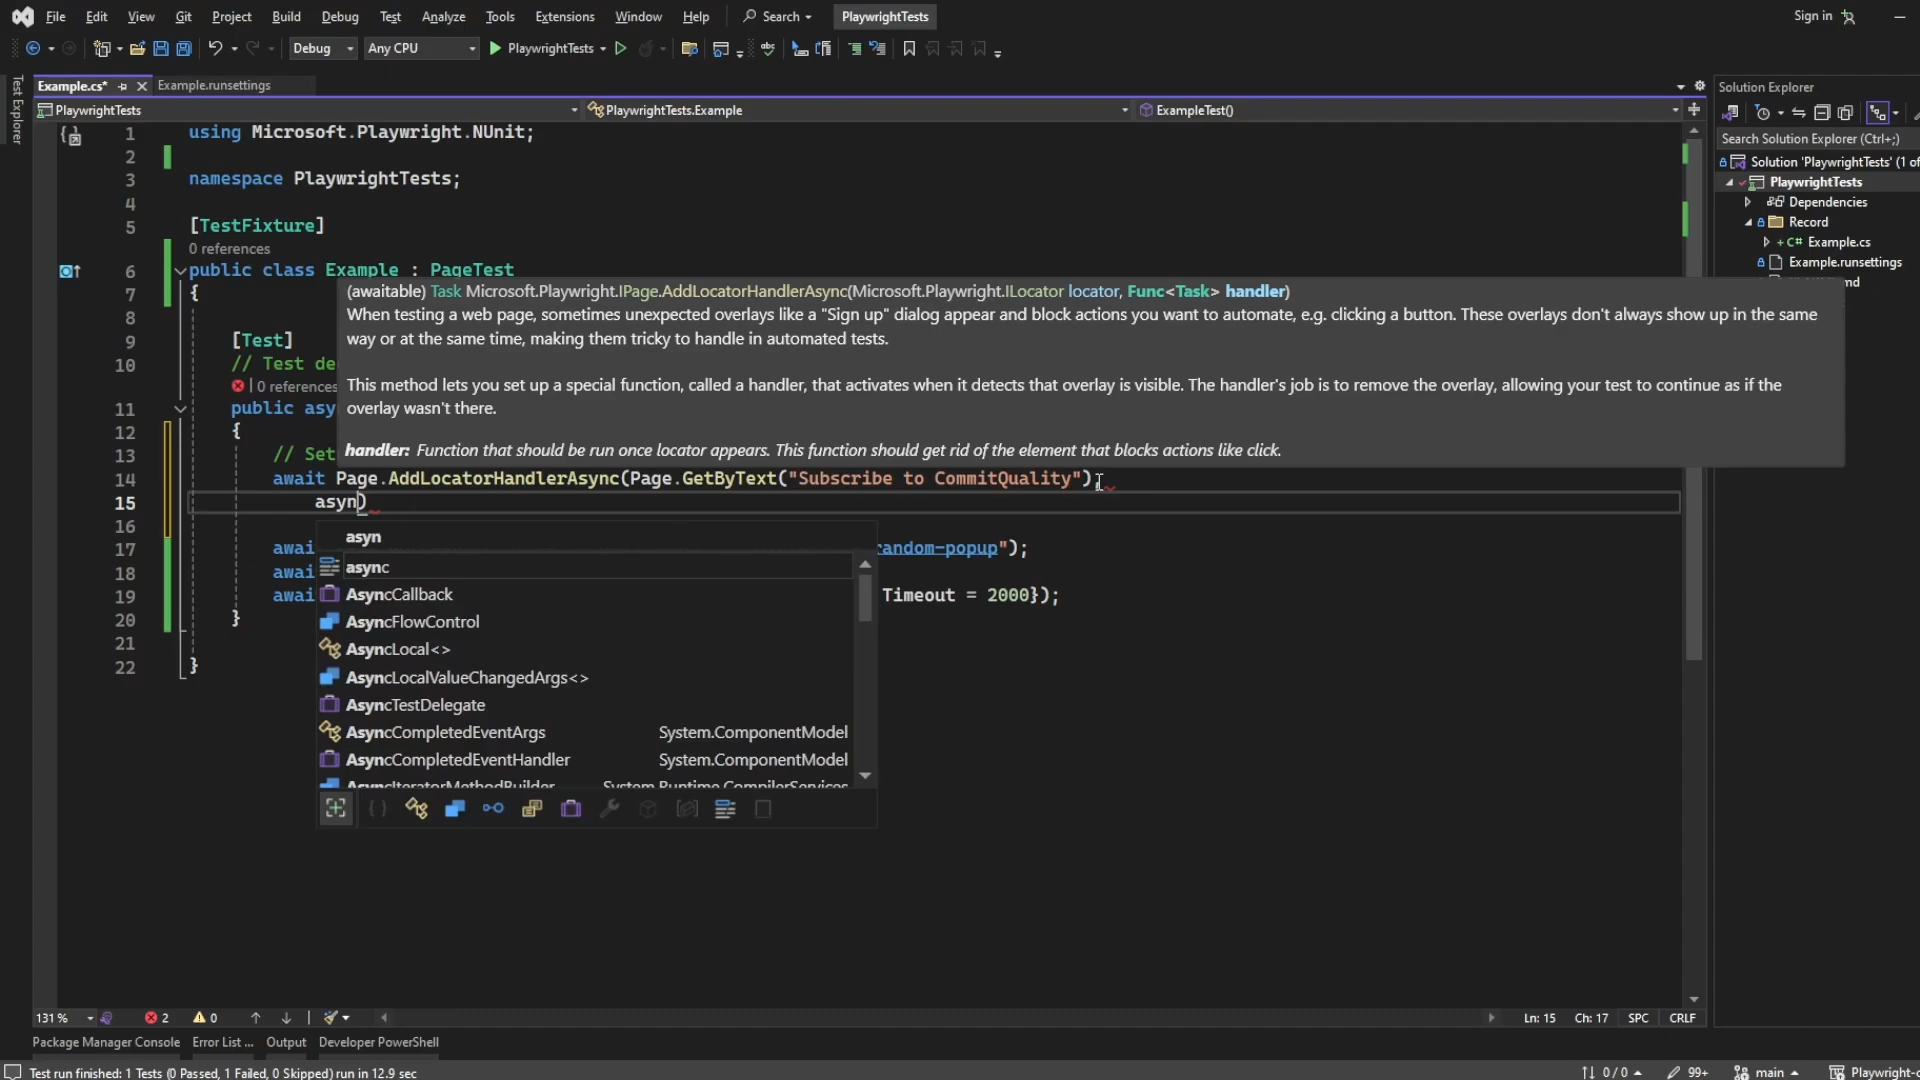 File Edit View Git Project Build Debug Test Analyze Tools Extensions Window Help Search PlaywrightTests Sign in
Debug Any CPU PlaywrightTests
Test Explorer
Example.cs* Example.runsettings
PlaywrightTests PlaywrightTests.Example ExampleTest()
1 using Microsoft.Playwright.NUnit;
2
3 namespace PlaywrightTests;
4
5 [TestFixture]
0 references
6 public class Example : PageTest
7 {
8
9 [Test]
10 // Test de
0 references
11 public asy
12 {
13 // Set
14 await Page.AddLocatorHandlerAsync(Page.GetByText("Subscribe to CommitQuality"),
15 asyn)
16
17 awai random-popup");
18 awai
19 awai Timeout = 2000});
20 }
21
22 }
(awaitable) Task Microsoft.Playwright.IPage.AddLocatorHandlerAsync(Microsoft.Playwright.ILocator locator, Func<Task> handler)
When testing a web page, sometimes unexpected overlays like a "Sign up" dialog appear and block actions you want to automate, e.g. clicking a button. These overlays don't always show up in the same
way or at the same time, making them tricky to handle in automated tests.
This method lets you set up a special function, called a handler, that activates when it detects that overlay is visible. The handler's job is to remove the overlay, allowing your test to continue as if the
overlay wasn't there.
handler: Function that should be run once locator appears. This function should get rid of the element that blocks actions like click.
asyn
async
AsyncCallback
AsyncFlowControl
AsyncLocal<>
AsyncLocalValueChangedArgs<>
AsyncTestDelegate
AsyncCompletedEventArgs System.ComponentModel
AsyncCompletedEventHandler System.ComponentModel
AsyncIteratorMethodBuilder System.Runtime.CompilerServices
Solution Explorer
Search Solution Explorer (Ctrl+;)
Solution 'PlaywrightTests' (1 of
PlaywrightTests
Dependencies
Record
C# Example.cs
Example.runsettings
md
131 % 2 0 Ln: 15 Ch: 17 SPC CRLF
Package Manager Console Error List ... Output Developer PowerShell
Test run finished: 1 Tests (0 Passed, 1 Failed, 0 Skipped) run in 12.9 sec 0 / 0 99+ main Playwright-c